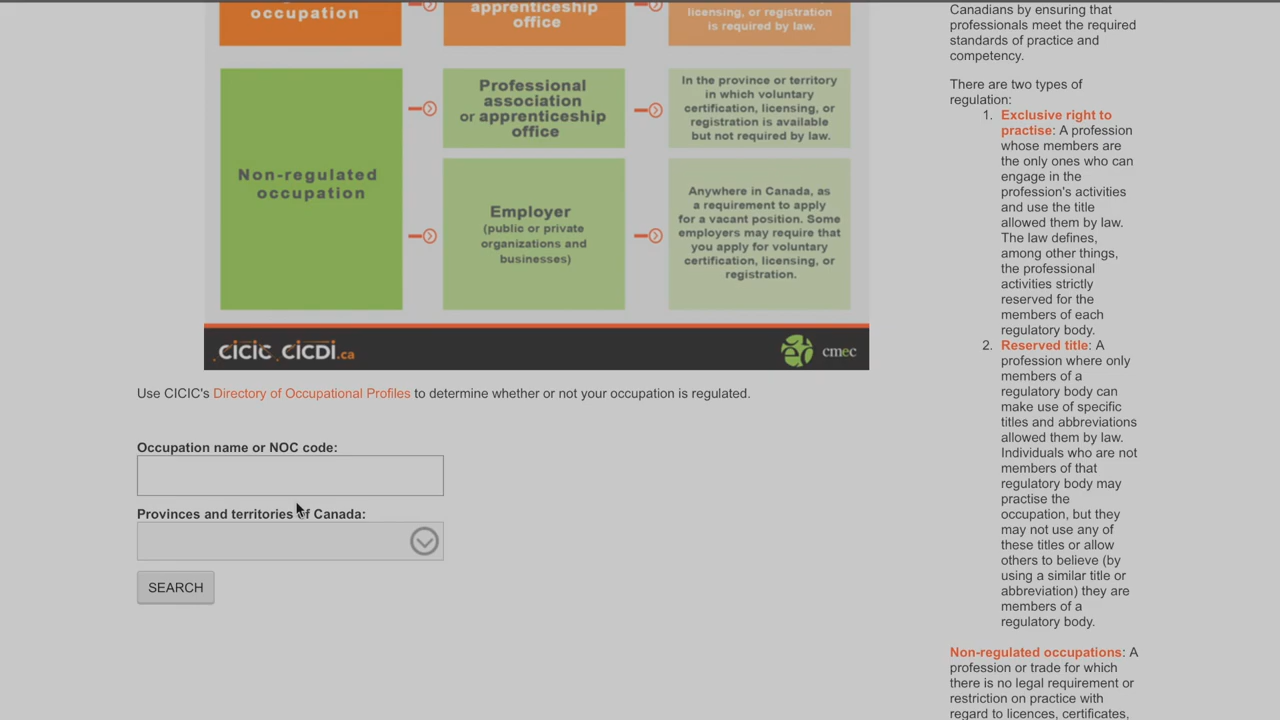 occupation
apprenticeship
office
licensing, or registration
is required by law.
Non-regulated
occupation
Professional
association
or apprenticeship
office
In the province or territory
in which voluntary
certification, licensing, or
registration is available
but not required by law.
Employer
(public or private
organizations and
businesses)
Anywhere in Canada, as
a requirement to apply
for a vacant position. Some
employers may require that
you apply for voluntary
certification, licensing, or
registration.
cicic cicdi.ca
cmec
Use CICIC's Directory of Occupational Profiles to determine whether or not your occupation is regulated.
Occupation name or NOC code:
Provinces and territories of Canada:
SEARCH
Canadians by ensuring that
professionals meet the required
standards of practice and
competency.
There are two types of
regulation:
1. Exclusive right to
practise: A profession
whose members are
the only ones who can
engage in the
profession's activities
and use the title
allowed them by law.
The law defines,
among other things,
the professional
activities strictly
reserved for the
members of each
regulatory body.
2. Reserved title: A
profession where only
members of a
regulatory body can
make use of specific
titles and abbreviations
allowed them by law.
Individuals who are not
members of that
regulatory body may
practise the
occupation, but they
may not use any of
these titles or allow
others to believe (by
using a similar title or
abbreviation) they are
members of a
regulatory body.
Non-regulated occupations: A
profession or trade for which
there is no legal requirement or
restriction on practice with
regard to licences, certificates,